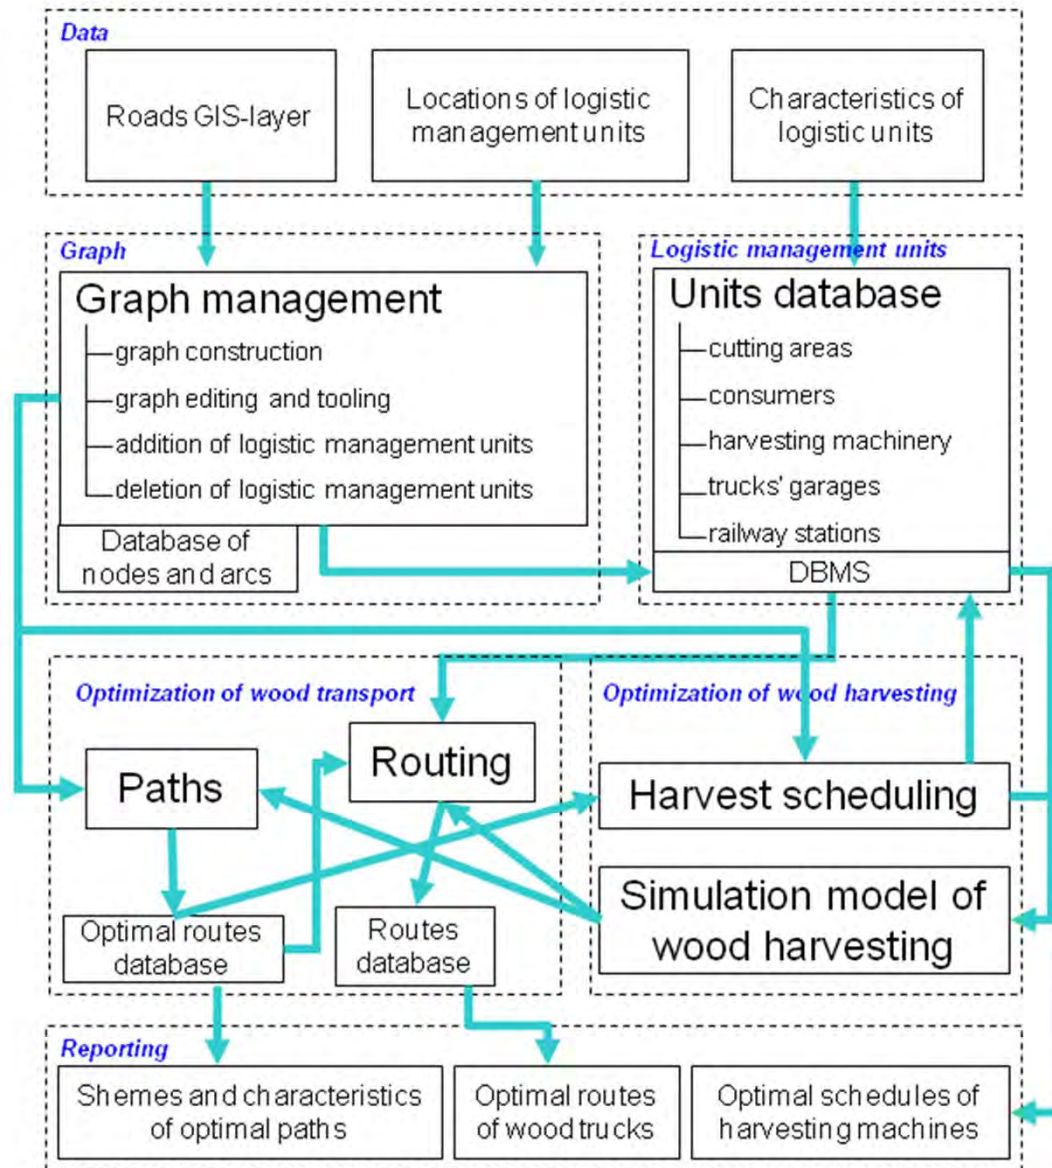 Data
Roads GIS-layer
Locations of logistic
management units
Characteristics of
logistic units
Graph
Graph management
graph construction
graph editing and tooling
addition of logistic management units
deletion of logistic management units
Database of
nodes and arcs
Logistic management units
Units database
cutting areas
consumers
harvesting machinery
trucks' garages
railway stations
DBMS
Optimization of wood transport
Paths
Routing
Optimal routes
database
Routes
database
Optimization of wood harvesting
Harvest scheduling
Simulation model of
wood harvesting
Reporting
Shemes and characteristics
of optimal paths
Optimal routes
of wood trucks
Optimal schedules of
harvesting machines